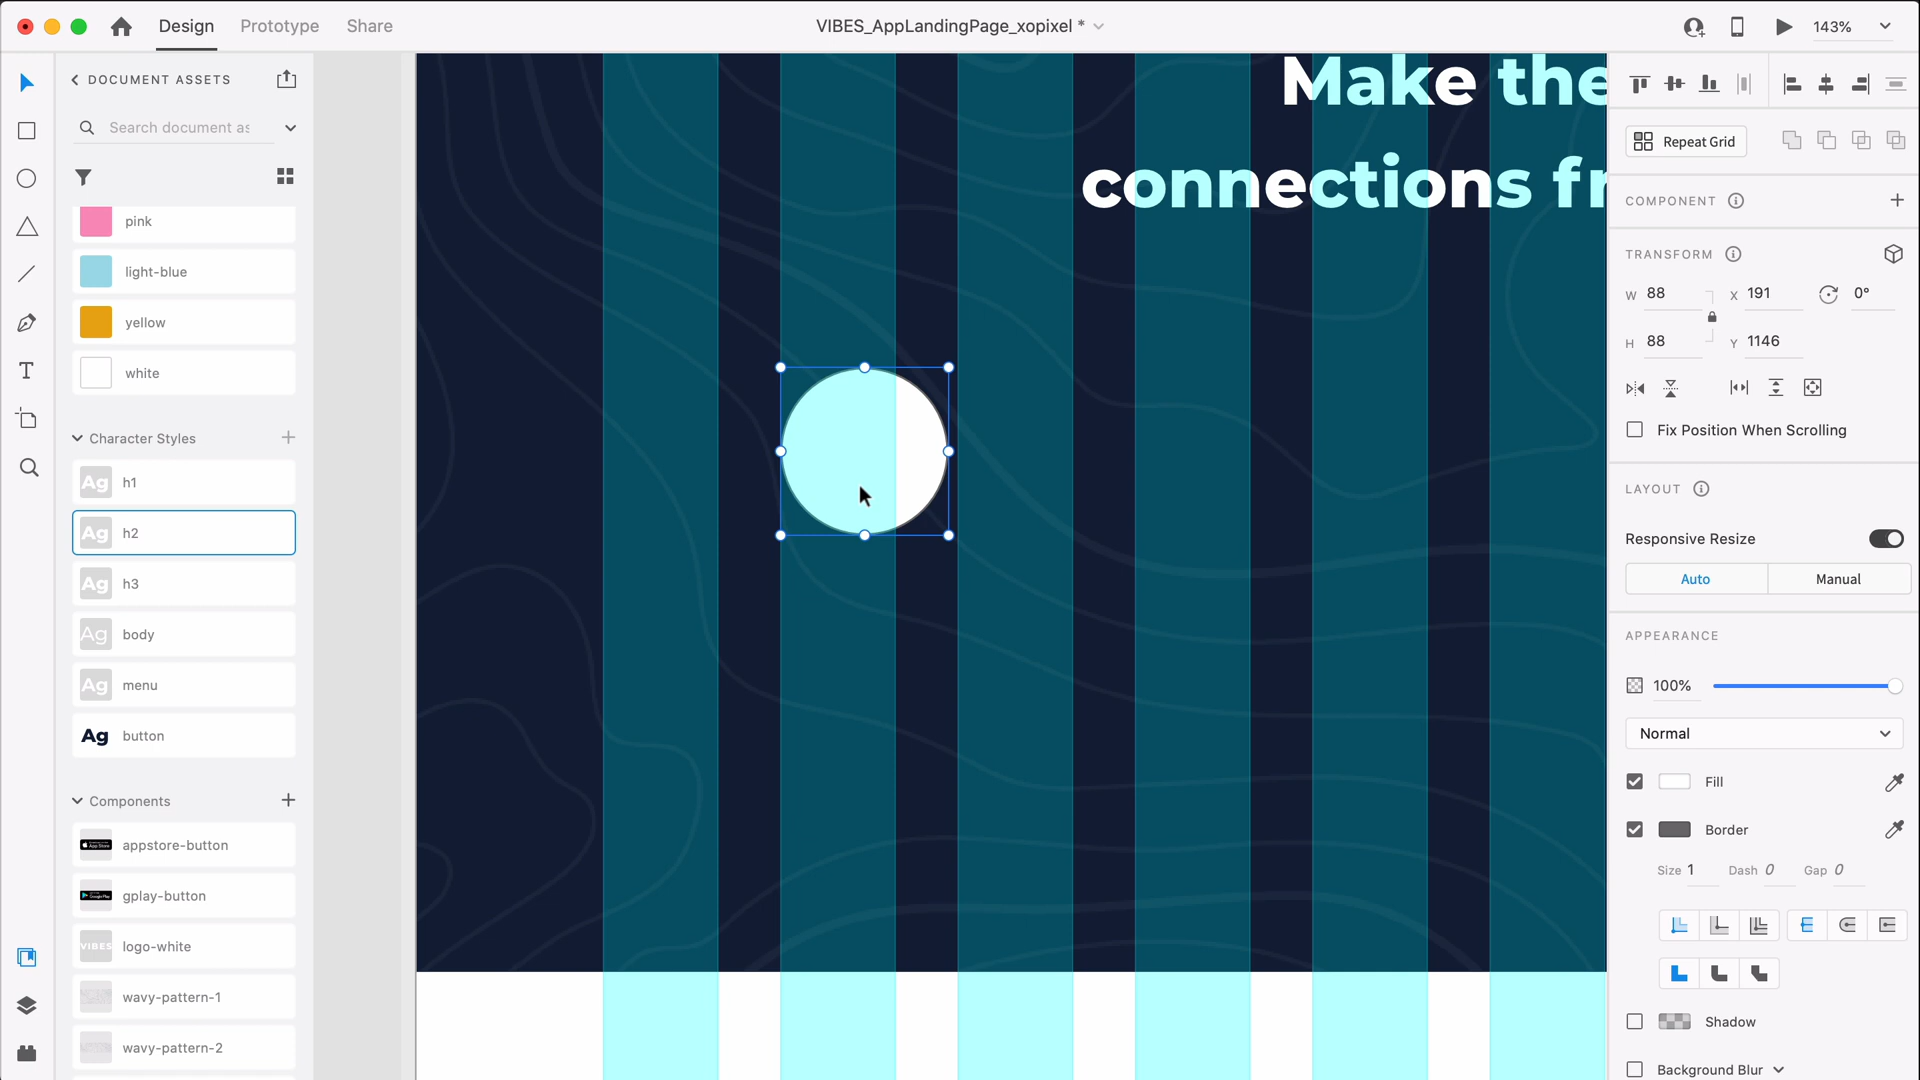 Design Prototype Share
VIBES_AppLandingPage_xopixel *
143%
DOCUMENT ASSETS
Search document as
pink
light-blue
yellow
white
Character Styles
Ag h1
Ag h2
Ag h3
Ag body
Ag menu
Ag button
Components
appstore-button
gplay-button
VIBES logo-white
wavy-pattern-1
wavy-pattern-2
Make the
connections fr
Repeat Grid
COMPONENT
TRANSFORM
W 88 X 191 0°
H 88 Y 1146
Fix Position When Scrolling
LAYOUT
Responsive Resize
Auto Manual
APPEARANCE
100%
Normal
Fill
Border
Size 1 Dash 0 Gap 0
Shadow
Background Blur